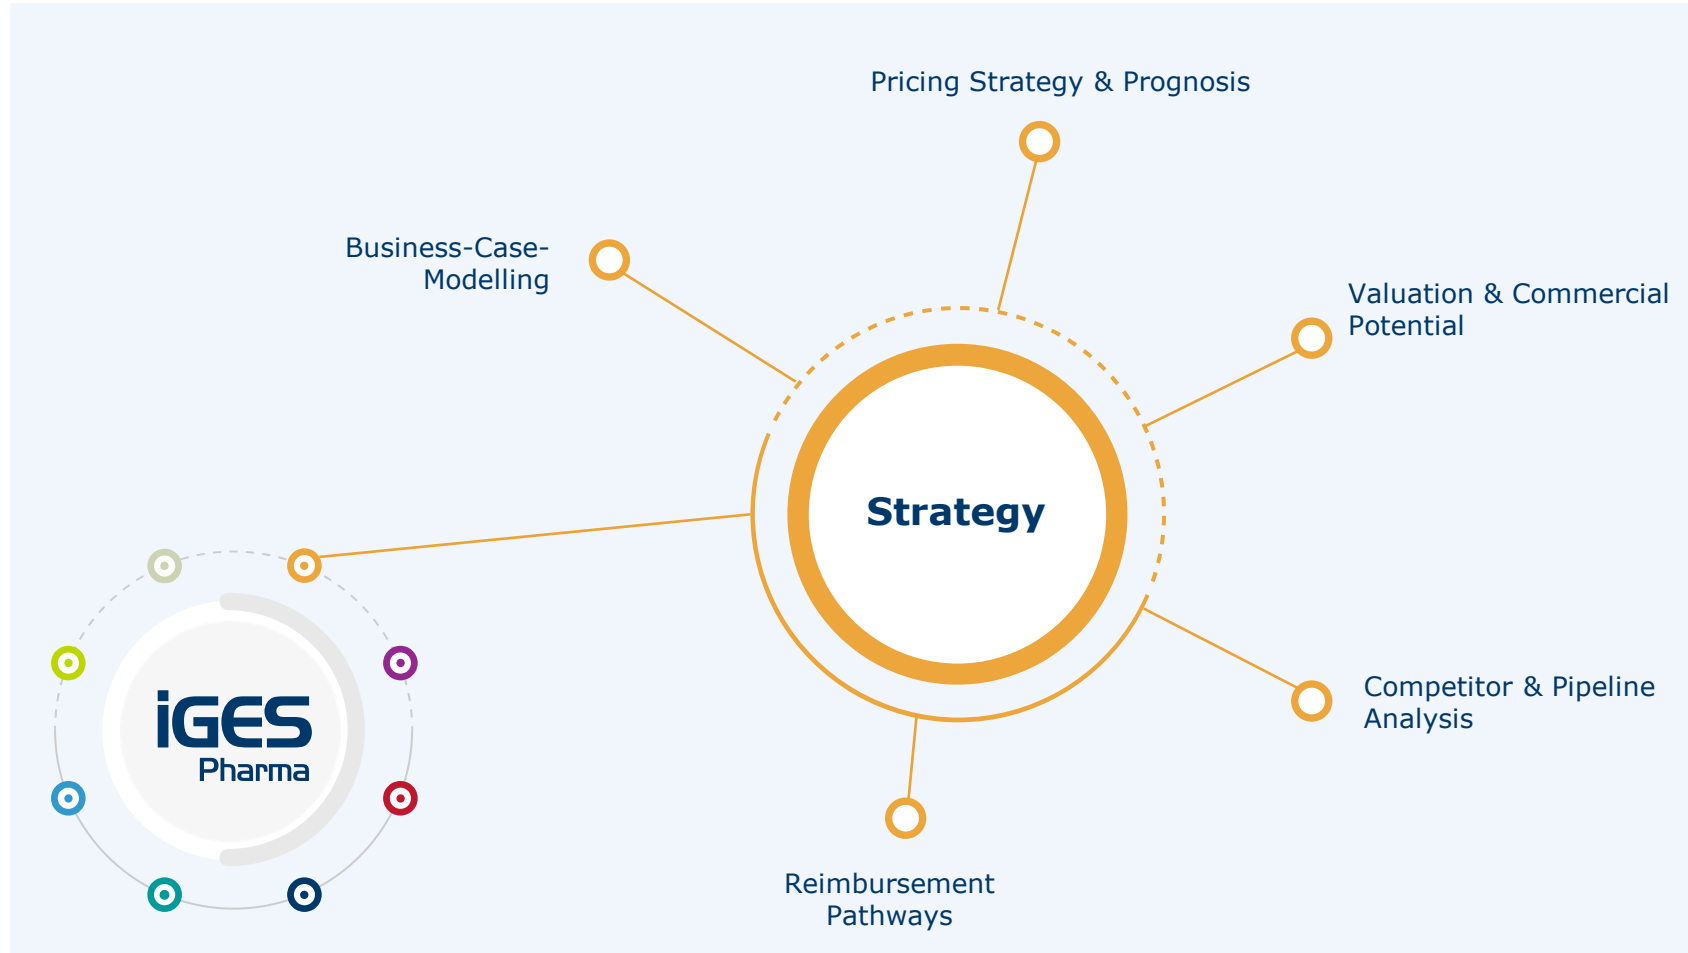 Pricing Strategy & Prognosis
Business-Case-
Modelling
Valuation & Commercial
Potential
Strategy
iGES
Pharma
Competitor & Pipeline
Analysis
Reimbursement
Pathways